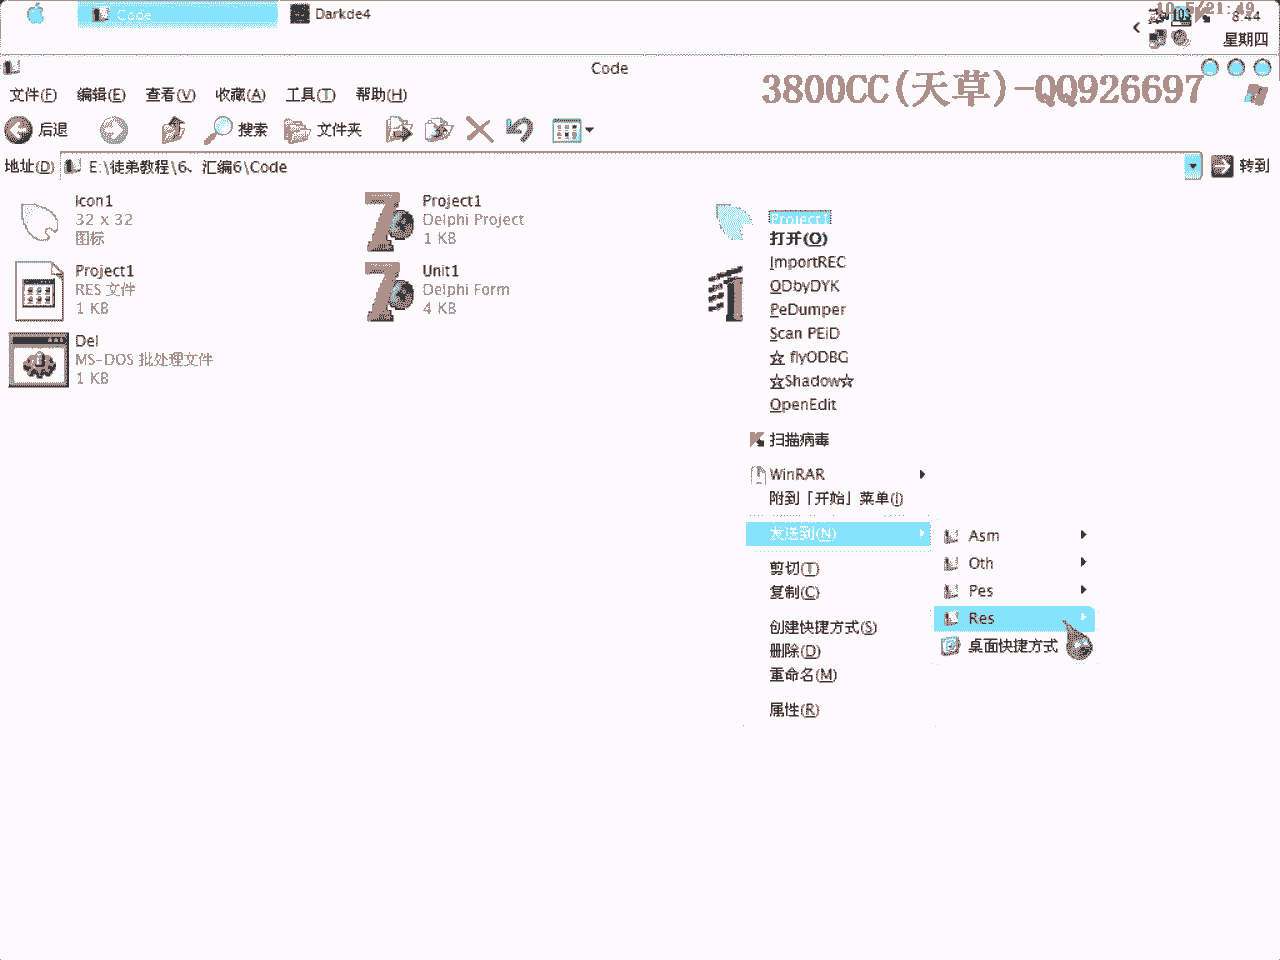 Code
Darkde4
10-5/21:49
8:44
星期四
Code
3800CC(天草)-QQ926697
文件(F) 编辑(E) 查看(V) 收藏(A) 工具(T) 帮助(H)
后退 搜索 文件夹
地址(D) E:\徒弟教程\6、汇编6\Code 转到
Icon1
32 x 32
图标
Project1
Delphi Project
1 KB
Project1
RES 文件
1 KB
Unit1
Delphi Form
4 KB
Del
MS-DOS 批处理文件
1 KB
Project1
打开(O)
ImportREC
ODbyDYK
PeDumper
Scan PEiD
☆ flyODBG
☆Shadow☆
OpenEdit
扫描病毒
WinRAR
附到「开始」菜单(I)
发送到(N)
剪切(T)
复制(C)
创建快捷方式(S)
删除(D)
重命名(M)
属性(R)
Asm
Oth
Pes
Res
桌面快捷方式